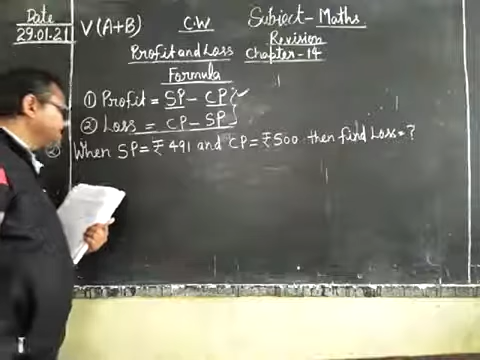 Date
29.01.21
V (A+B)
C.W
Subject - Maths
Revision
Profit and Loss Chapter - 14
Formula
① Profit = SP - CP
② Loss = CP - SP
When SP = ₹ 491 and CP = ₹ 500 then find Loss = ?